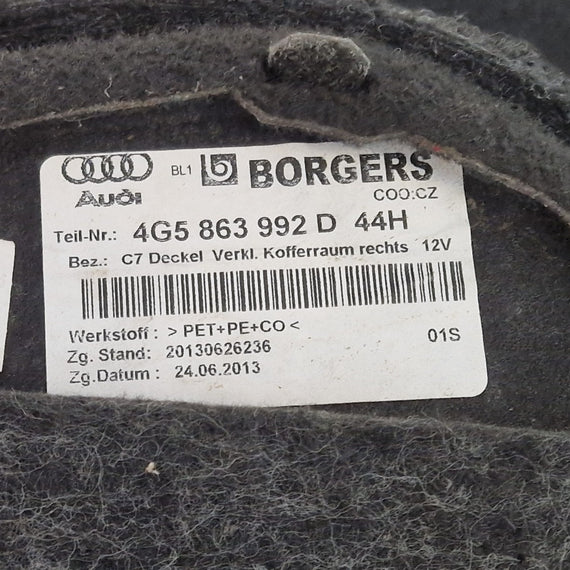 BL1 BORGERS
Audi COO:CZ
Teil-Nr.: 4G5 863 992 D 44H
Bez.: C7 Deckel Verkl. Kofferraum rechts 12V
Werkstoff : > PET+PE+CO < 01S
Zg. Stand: 20130626236
Zg.Datum : 24.06.2013